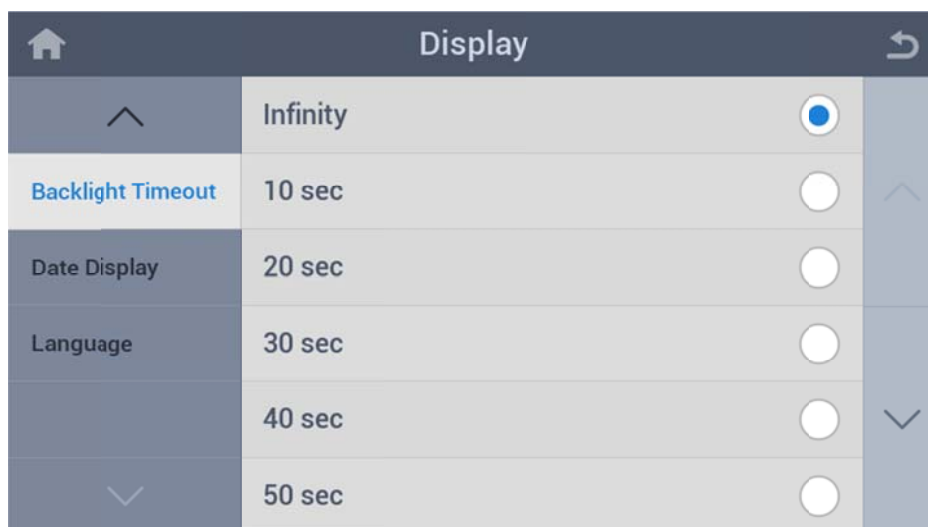 Display
Backlight Timeout
Date Display
Language
Infinity
10 sec
20 sec
30 sec
40 sec
50 sec